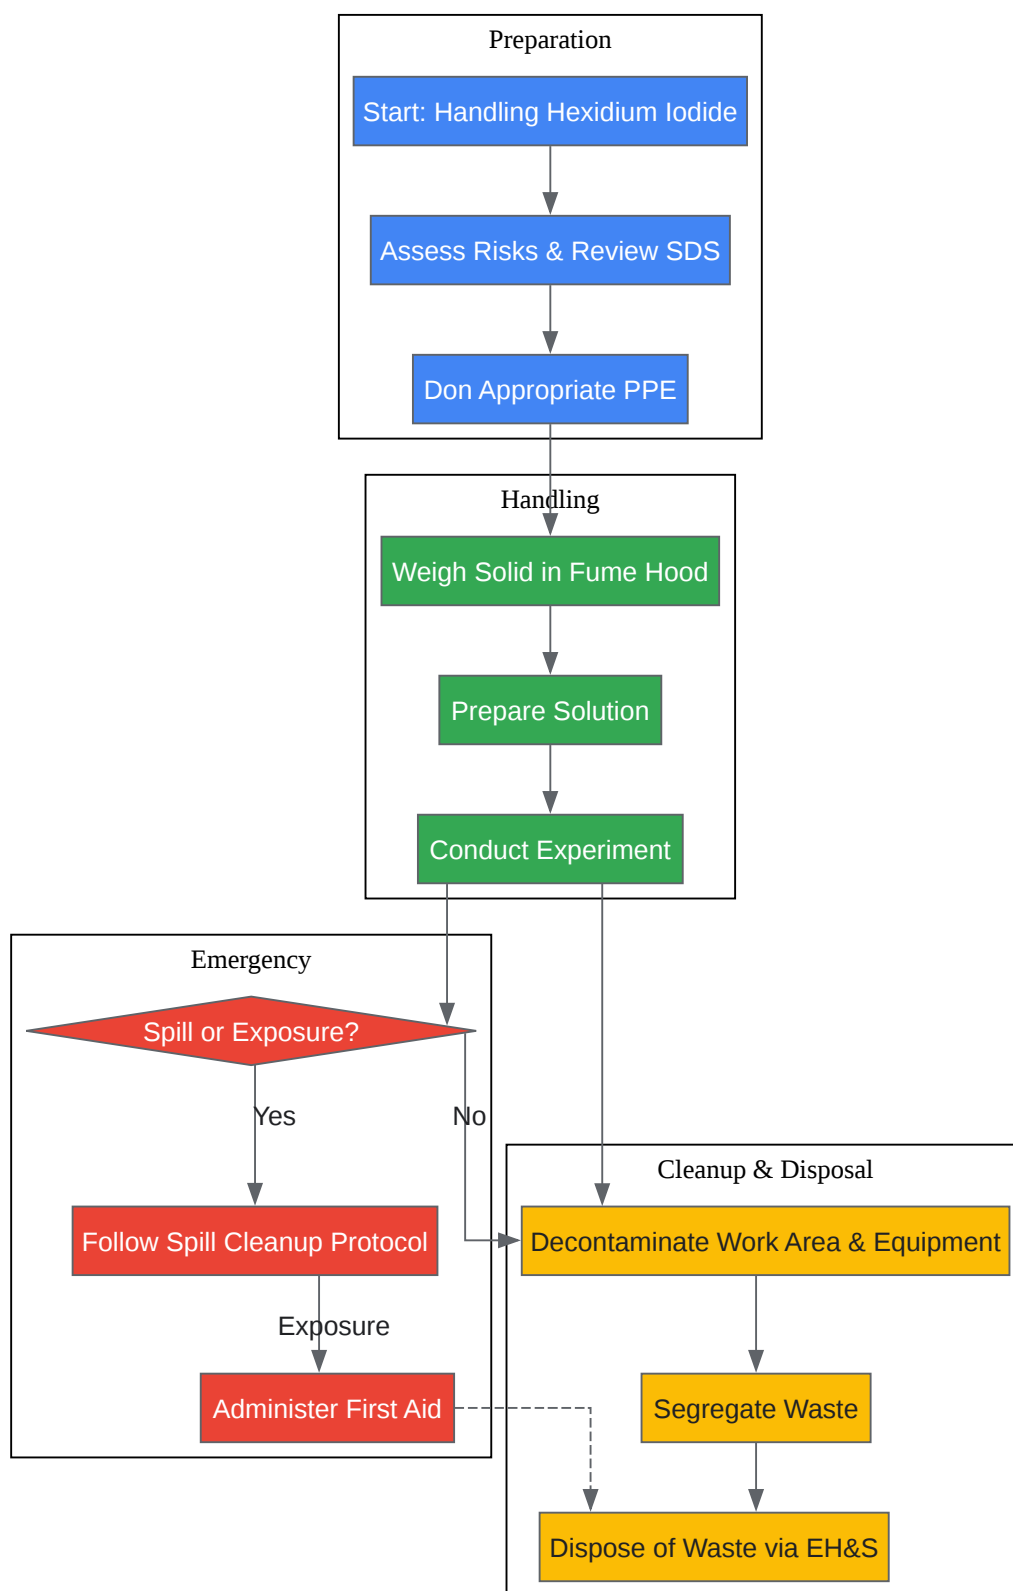 Preparation
Start: Handling Hexidium Iodide
Assess Risks & Review SDS
Don Appropriate PPE
Handling
Weigh Solid in Fume Hood
Prepare Solution
Conduct Experiment
Emergency
Spill or Exposure?
Yes
No
Cleanup & Disposal
Follow Spill Cleanup Protocol
Decontaminate Work Area & Equipment
Exposure
Administer First Aid
Segregate Waste
Dispose of Waste via EH&S